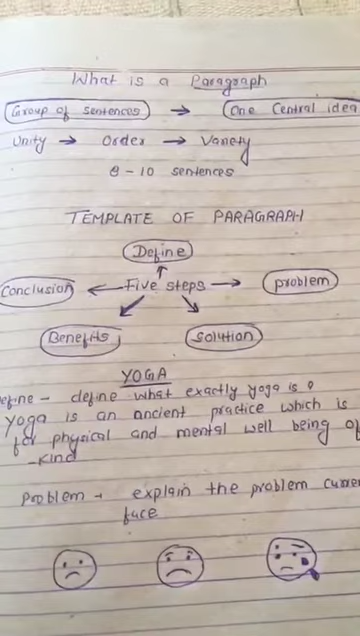 What is a Paragraph
Group of sentences → One Central idea
Unity → Order → Variety
8-10 sentences
TEMPLATE OF PARAGRAPH
Define
Conclusion ← Five steps → problem
Benefits Solution
YOGA
efine - define what exactly yoga is ?
Yoga is an ancient practice which is
for physical and mental well being of
-kind
Problem → explain the problem curren
face